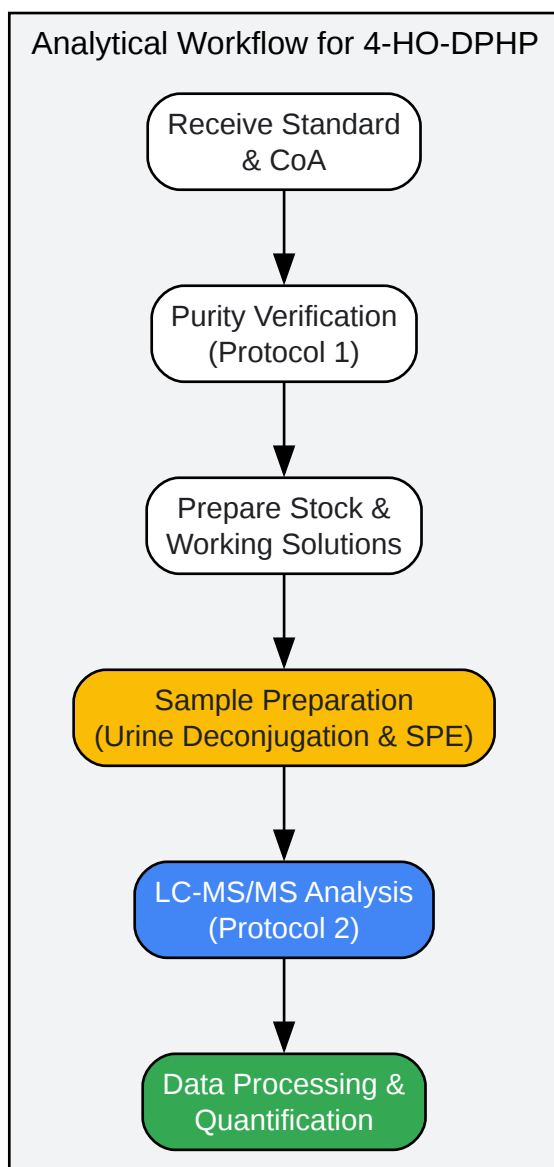 Analytical Workflow for 4-HO-DPHP
Receive Standard
& CoA
Purity Verification
(Protocol 1)
Prepare Stock &
Working Solutions
Sample Preparation
(Urine Deconjugation & SPE)
LC-MS/MS Analysis
(Protocol 2)
Data Processing &
Quantification